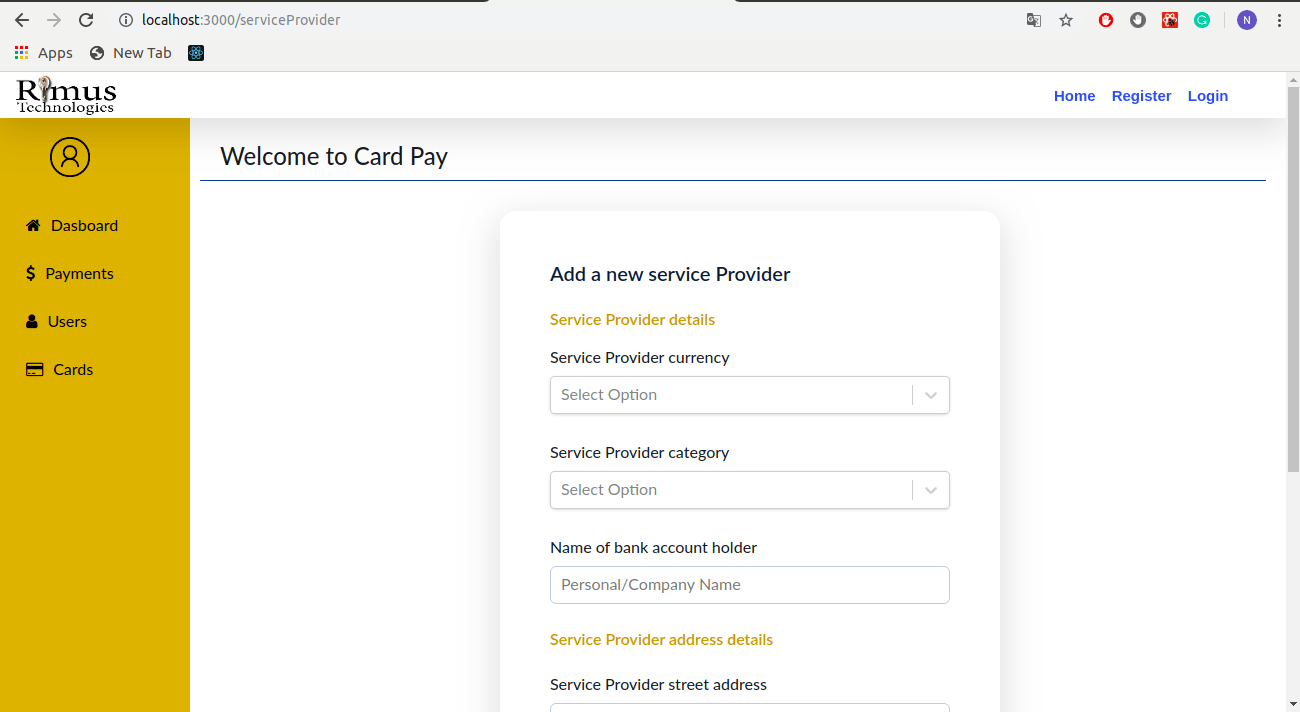 localhost:3000/serviceProvider
G
N
Apps
New Tab
Rimus
Technologies
Home Register Login
Welcome to Card Pay
Dasboard
Payments
Users
Cards
Add a new service Provider
Service Provider details
Service Provider currency
Select Option
Service Provider category
Select Option
Name of bank account holder
Personal/Company Name
Service Provider address details
Service Provider street address